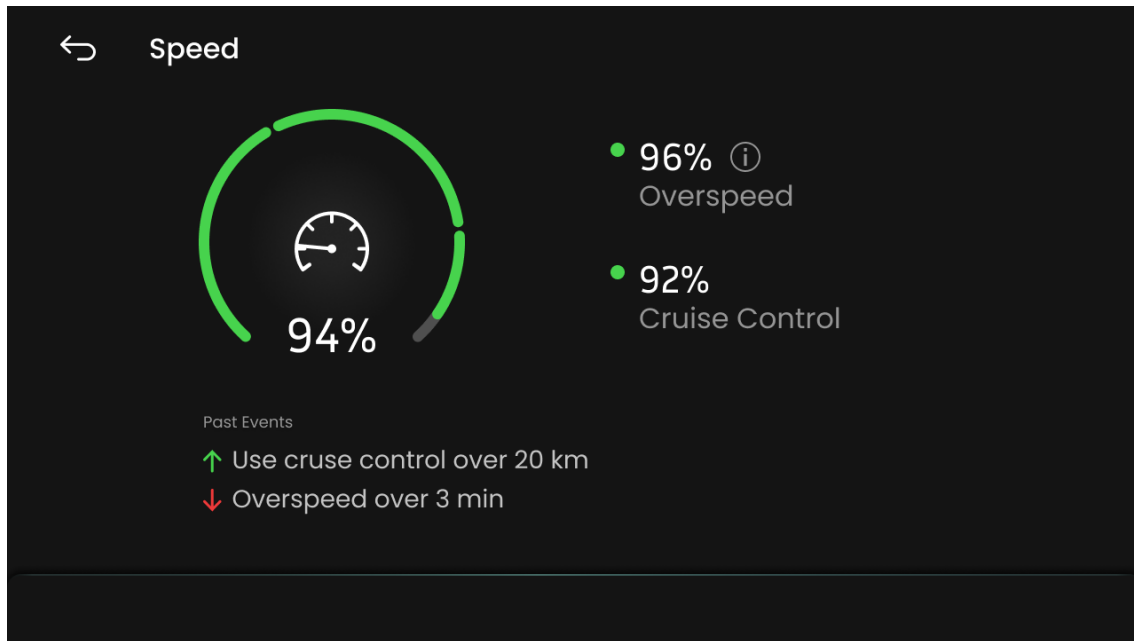 Speed
96%
Overspeed
92%
Cruise Control
94%
Past Events
Use cruse control over 20 km
Overspeed over 3 min